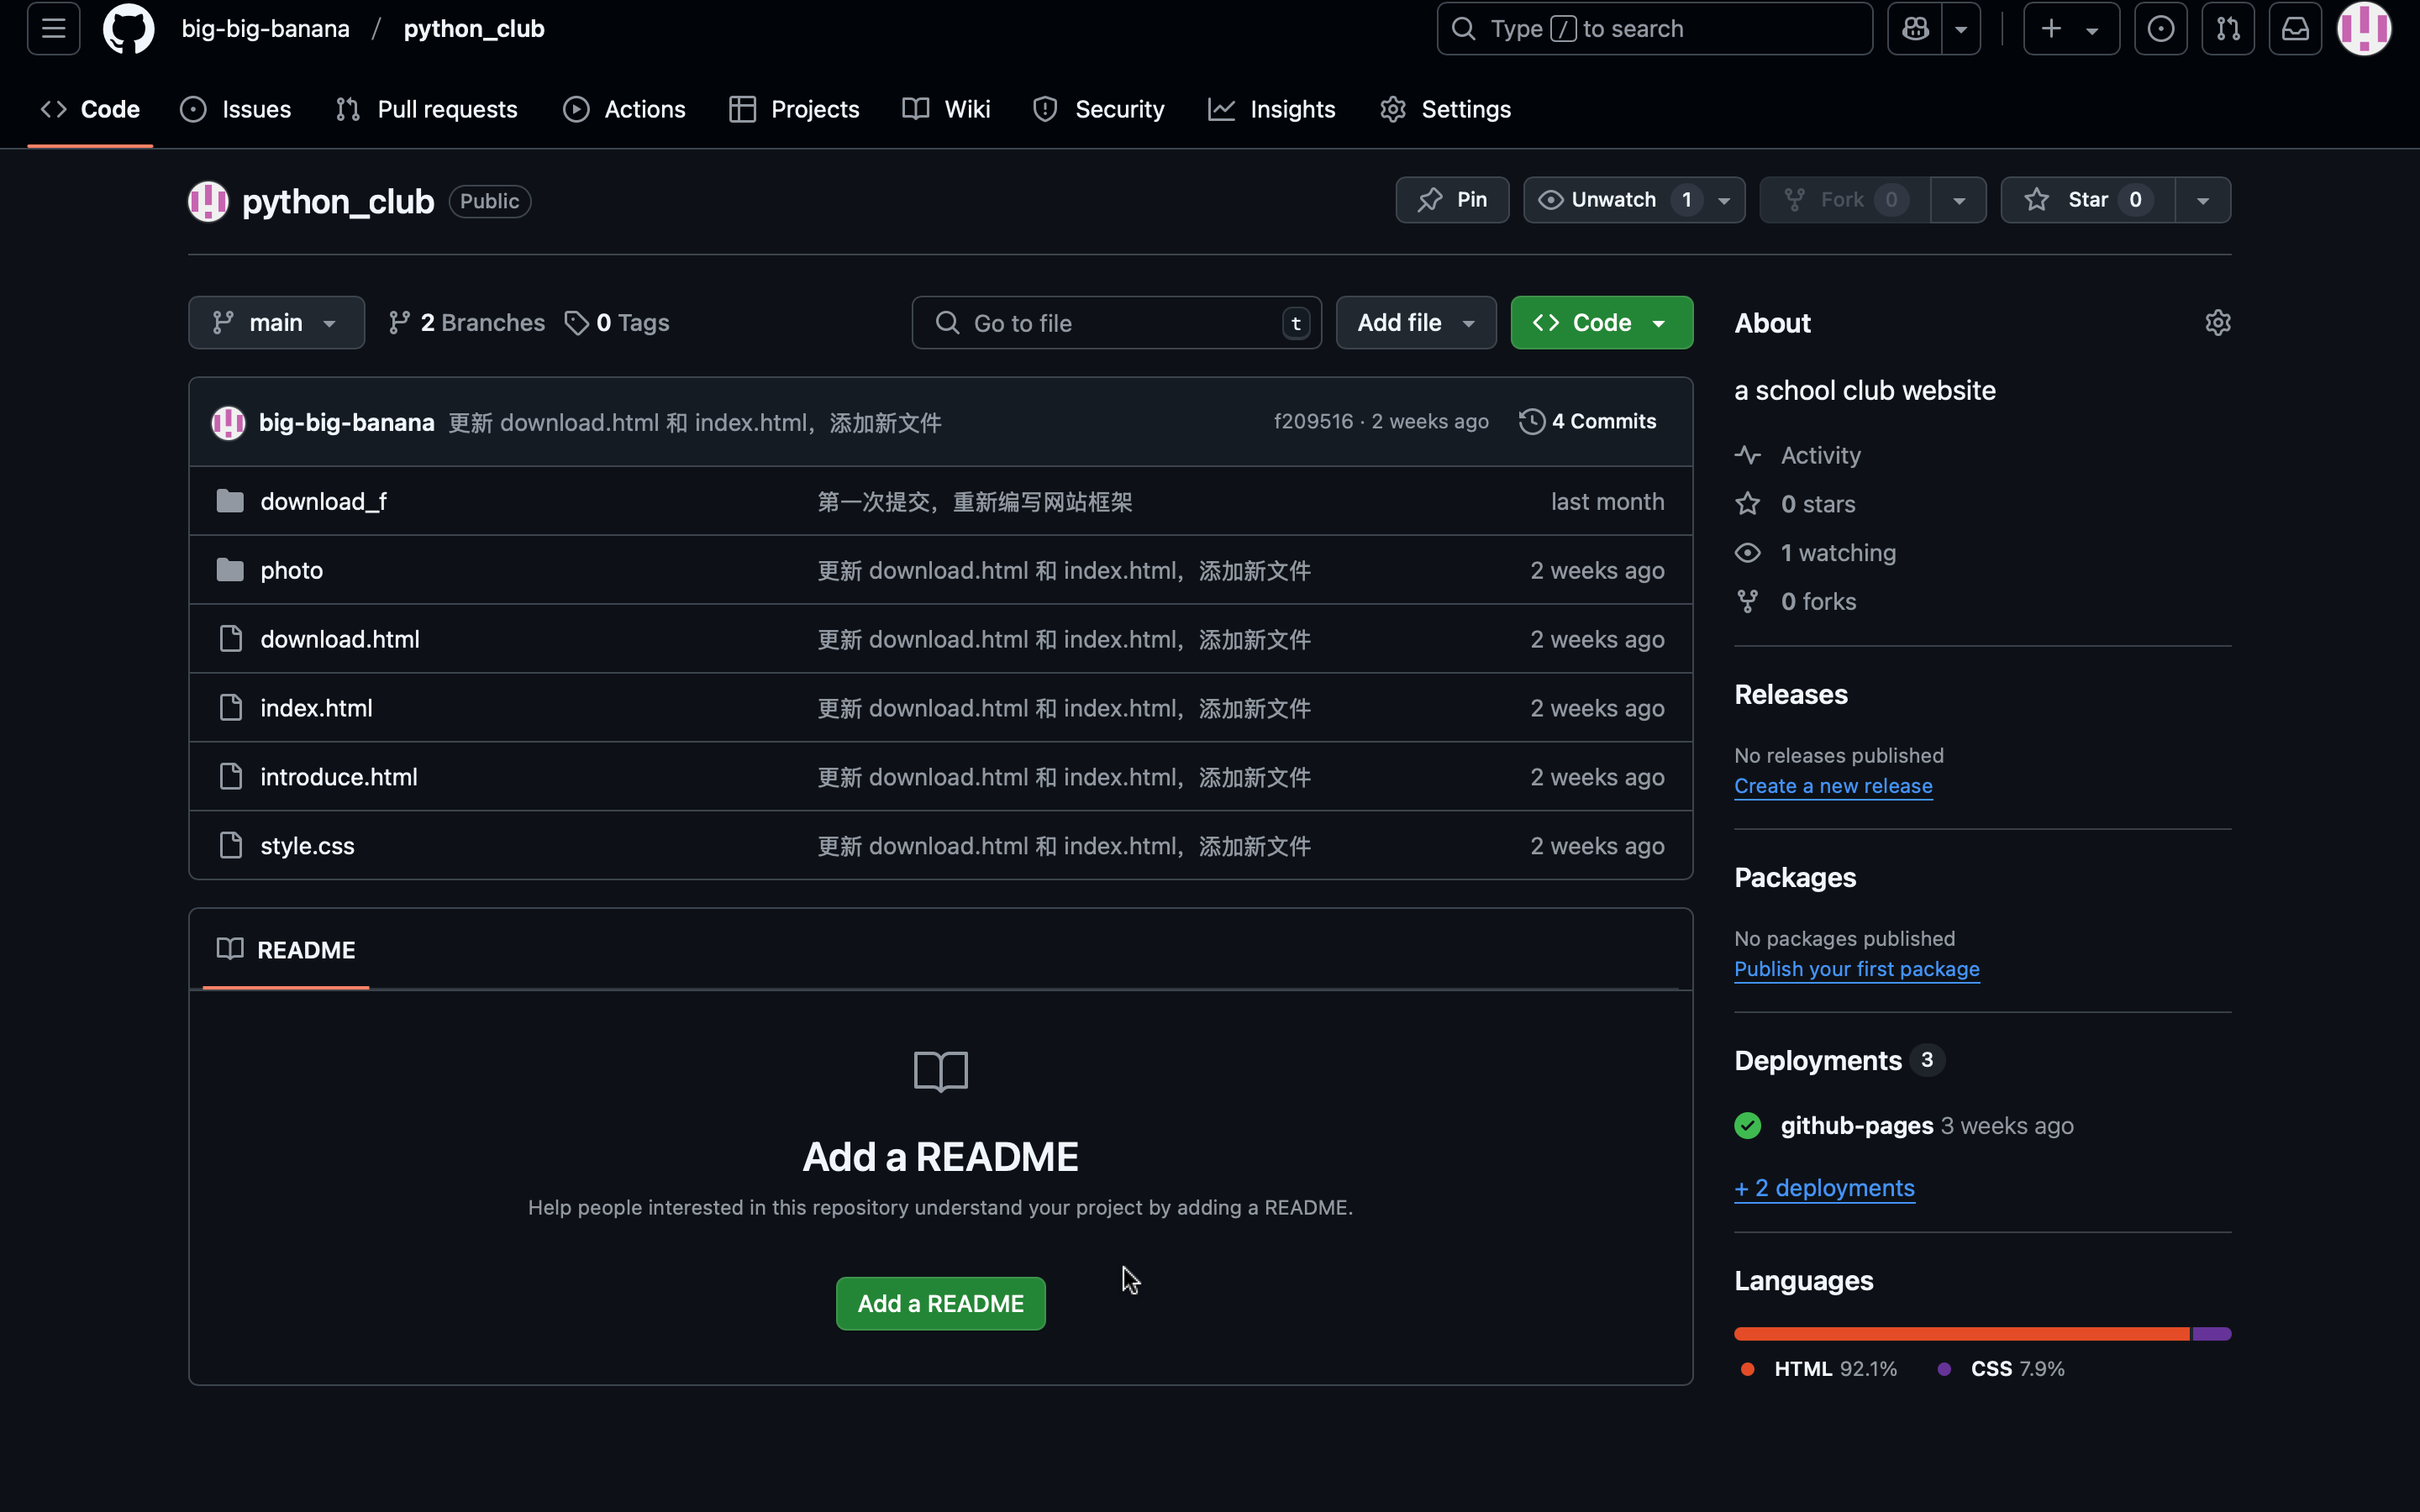 big-big-banana / python_club
Type / to search
Code Issues Pull requests Actions Projects Wiki Security Insights Settings
python_club Public
Pin Unwatch 1 Fork 0 Star 0
main 2 Branches 0 Tags
Go to file t Add file Code
big-big-banana 更新 download.html 和 index.html，添加新文件 f209516 · 2 weeks ago 4 Commits
download_f 第一次提交，重新编写网站框架 last month
photo 更新 download.html 和 index.html，添加新文件 2 weeks ago
download.html 更新 download.html 和 index.html，添加新文件 2 weeks ago
index.html 更新 download.html 和 index.html，添加新文件 2 weeks ago
introduce.html 更新 download.html 和 index.html，添加新文件 2 weeks ago
style.css 更新 download.html 和 index.html，添加新文件 2 weeks ago
README
Add a README
Help people interested in this repository understand your project by adding a README.
Add a README
About
a school club website
Activity
0 stars
1 watching
0 forks
Releases
No releases published
Create a new release
Packages
No packages published
Publish your first package
Deployments 3
github-pages 3 weeks ago
+ 2 deployments
Languages
HTML 92.1% CSS 7.9%